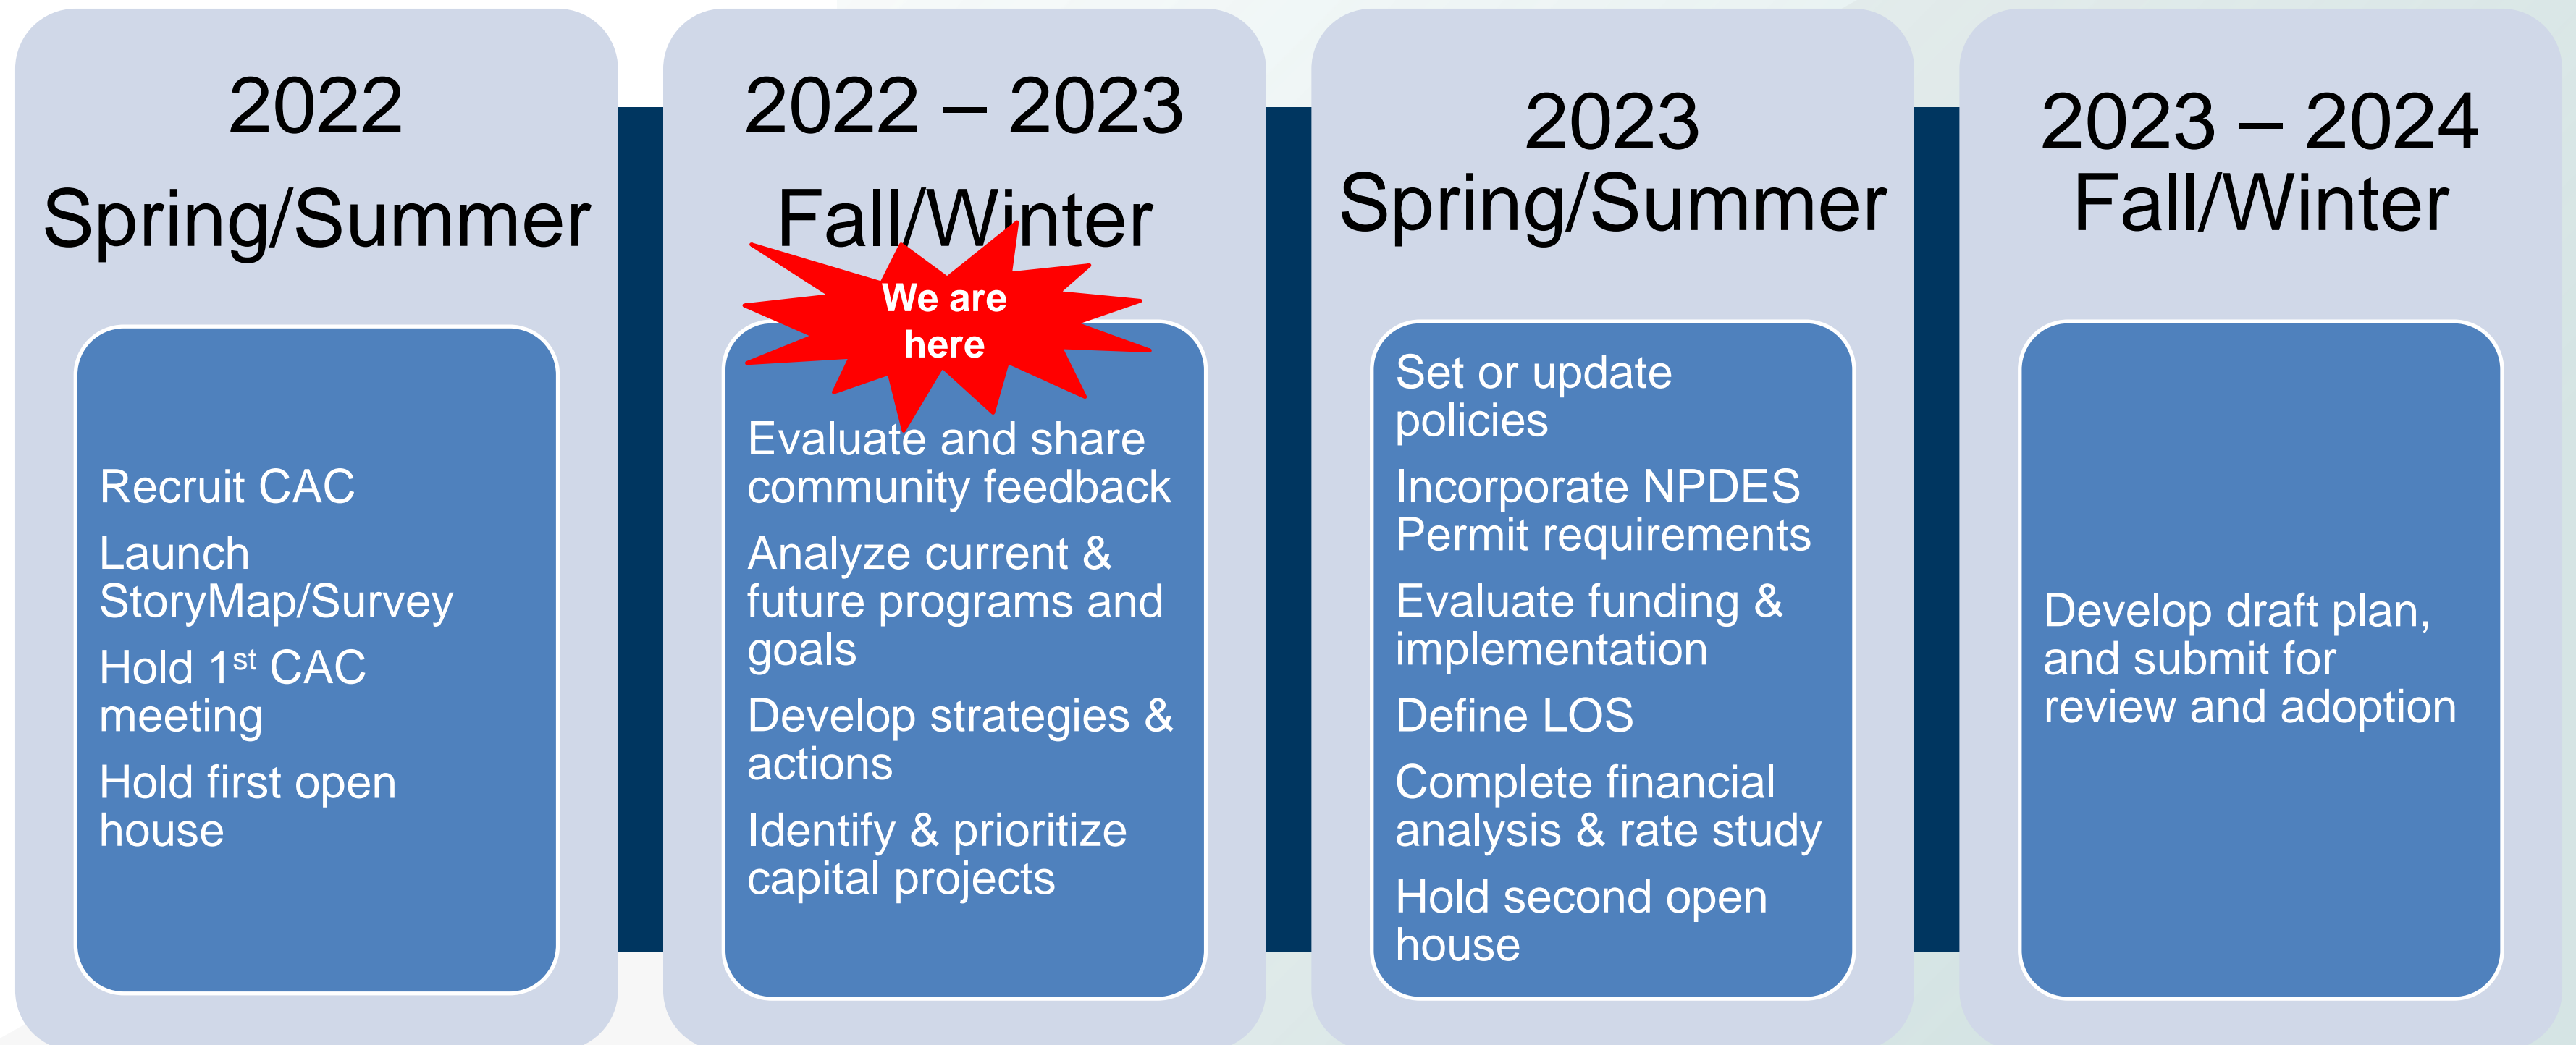 2022
Spring/Summer
Recruit CAC
Launch
StoryMap/Survey
Hold 1st CAC
meeting
Hold first open
house
2022 – 2023
Fall/Winter
We are
here
Evaluate and share
community feedback
Analyze current &
future programs and
goals
Develop strategies &
actions
Identify & prioritize
capital projects
2023
Spring/Summer
Set or update
policies
Incorporate NPDES
Permit requirements
Evaluate funding &
implementation
Define LOS
Complete financial
analysis & rate study
Hold second open
house
2023 – 2024
Fall/Winter
Develop draft plan,
and submit for
review and adoption